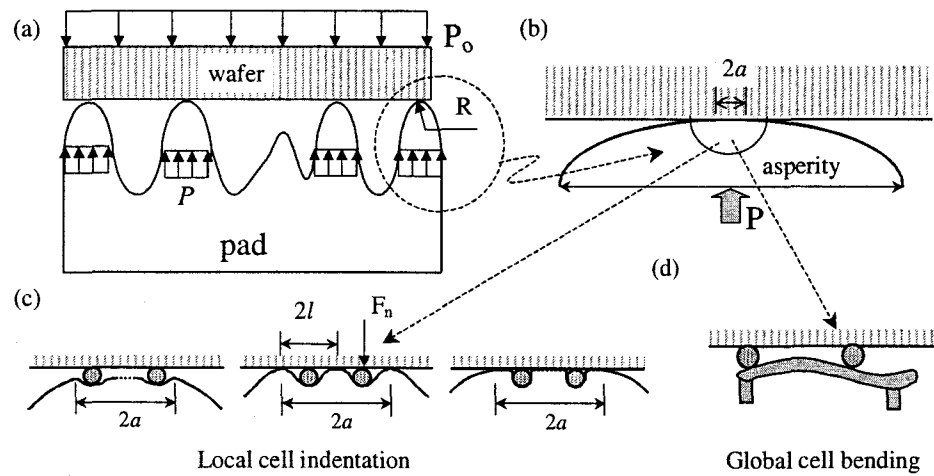 (a)
P_o
wafer
R
P
pad
(b)
2a
asperity
P
(c)
2l
F_n
2a
2a
2a
Local cell indentation
(d)
Global cell bending